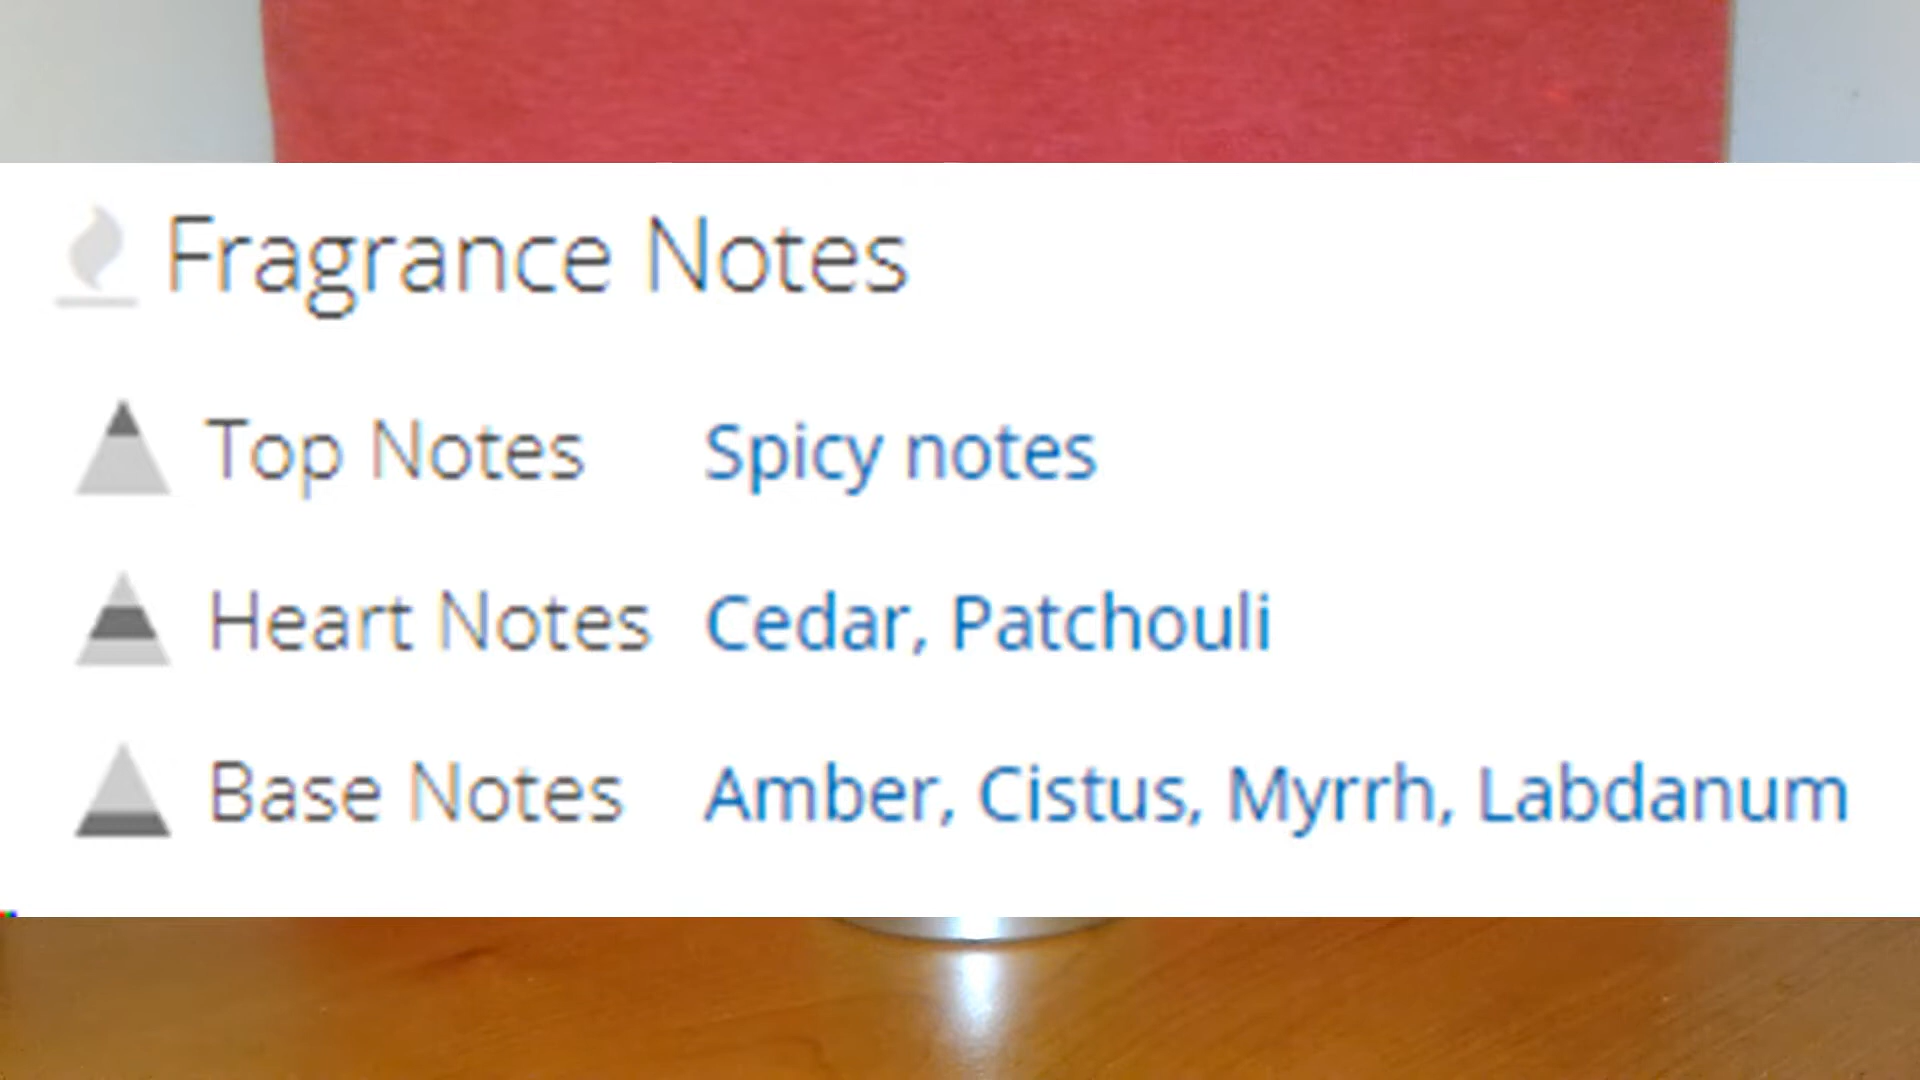 Fragrance Notes
Top Notes Spicy notes
Heart Notes Cedar, Patchouli
Base Notes Amber, Cistus, Myrrh, Labdanum